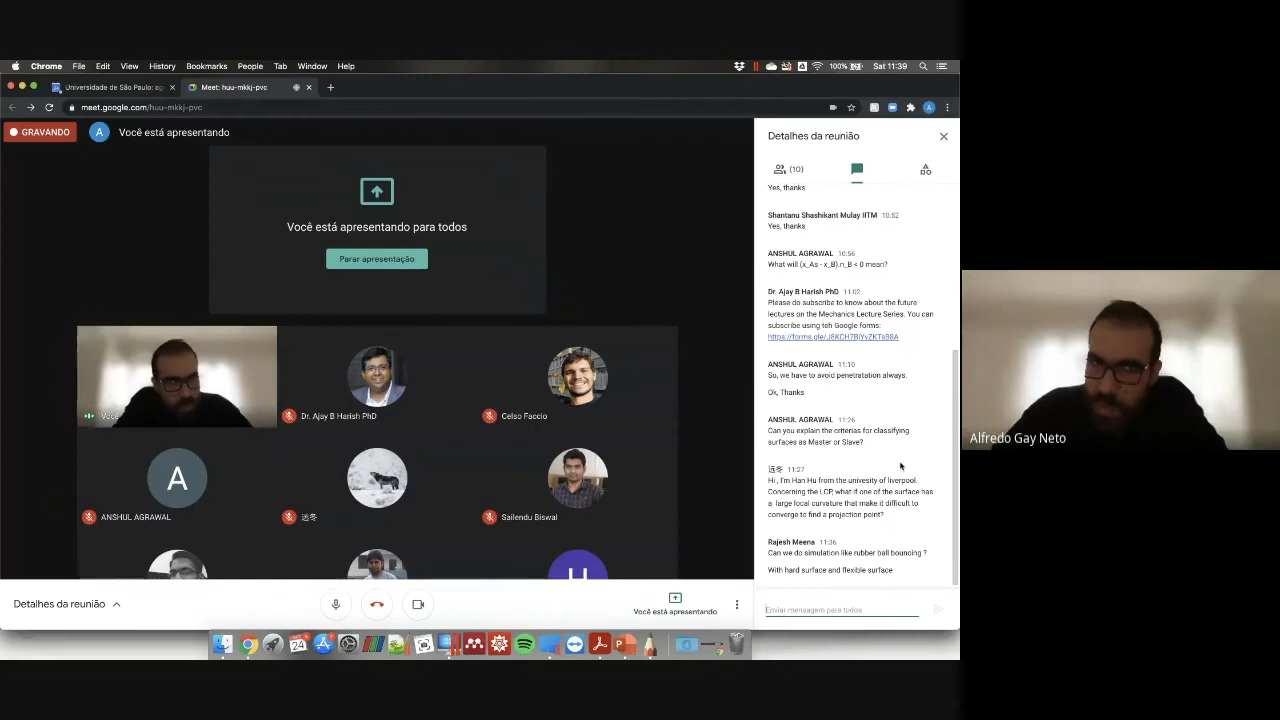 Chrome File Edit View History Bookmarks People Tab Window Help
100% Sat 11:39
Universidade de São Paulo:
Meet: huu-mkkj-pvc
meet.google.com/huu-mkkj-pvc
GRAVANDO
A
Você está apresentando
Detalhes da reunião
(10)
Você está apresentando para todos
Parar apresentação
Yes, thanks
Shantanu Shashikant Mulay IITM 10:52
Yes, thanks
ANSHUL AGRAWAL 10:56
What will (x_As - x_B).n_B < 0 mean?
Dr. Ajay B Harish PhD 11:02
Please do subscribe to know about the future
lectures on the Mechanics Lecture Series. You can
subscribe using teh Google forms:
ANSHUL AGRAWAL 11:10
So, we have to avoid penetratation always.
Ok, Thanks
ANSHUL AGRAWAL 11:26
Can you explain the criterias for classifying
surfaces as Master or Slave?
远冬 11:27
Hi , I'm Han Hu from the univesity of liverpool.
Concerning the LCP, what if one of the surface has
a large local curvature that make it difficult to
converge to find a projection point?
Rajesh Meena 11:36
Can we do simulation like rubber ball bouncing ?
With hard surface and flexible surface
Enviar mensagem para todos
Você
Dr. Ajay B Harish PhD
Celso Faccio
A
ANSHUL AGRAWAL
远冬
Sailendu Biswal
H
Detalhes da reunião
Você está apresentando
24
Alfredo Gay Neto